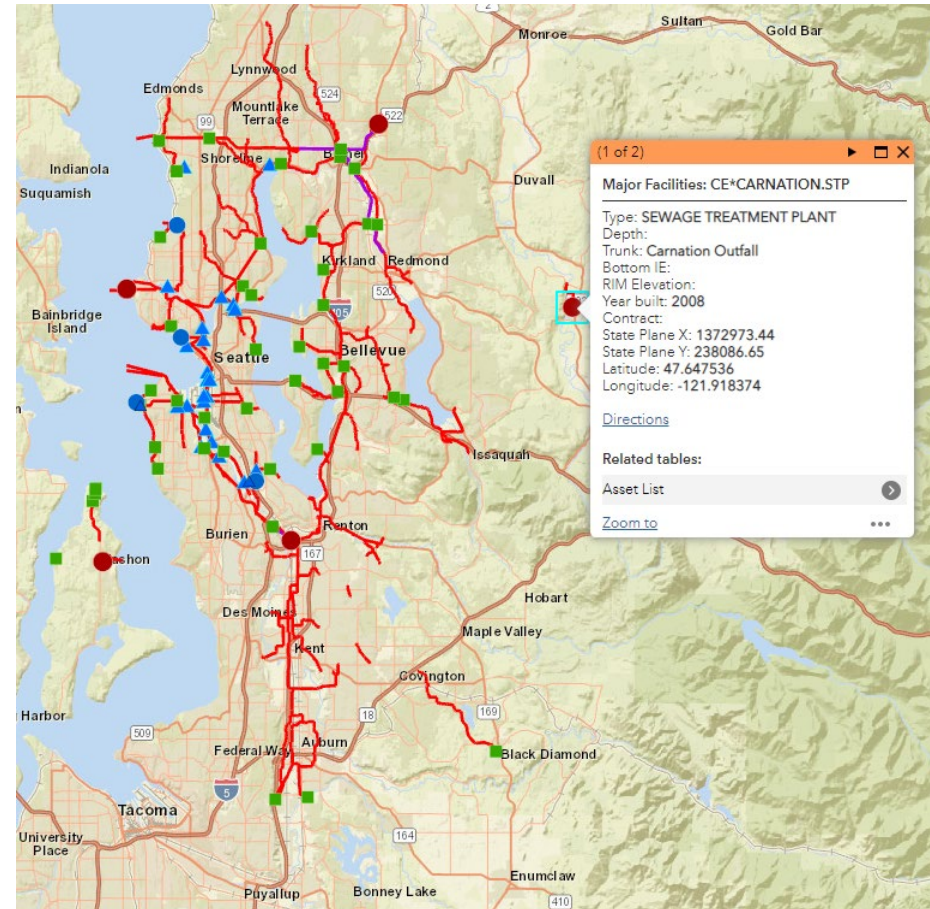 2
Sultan
Monroe
Gold Bar
Lynnwood
Edmonds
524
Mountlake
Terrace
99
522
Shoreline
Indianola
Suquamish
Duvall
Kirkland
Redmond
520
405
Bainbridge
Island
Seattle
Bellevue
Issaquah
Burien
Renton
167
Vashon
Hobart
Des Moines
Maple Valley
Kent
Covington
Harbor
509
18
169
Federal Way
Auburn
Black Diamond
5
Tacoma
University
Place
164
Enumclaw
Puyallup
Bonney Lake
410
(1 of 2)
Major Facilities: CE*CARNATION.STP
Type: SEWAGE TREATMENT PLANT
Depth:
Trunk: Carnation Outfall
Bottom IE:
RIM Elevation:
Year built: 2008
Contract:
State Plane X: 1372973.44
State Plane Y: 238086.65
Latitude: 47.647536
Longitude: -121.918374
Directions
Related tables:
Asset List
Zoom to